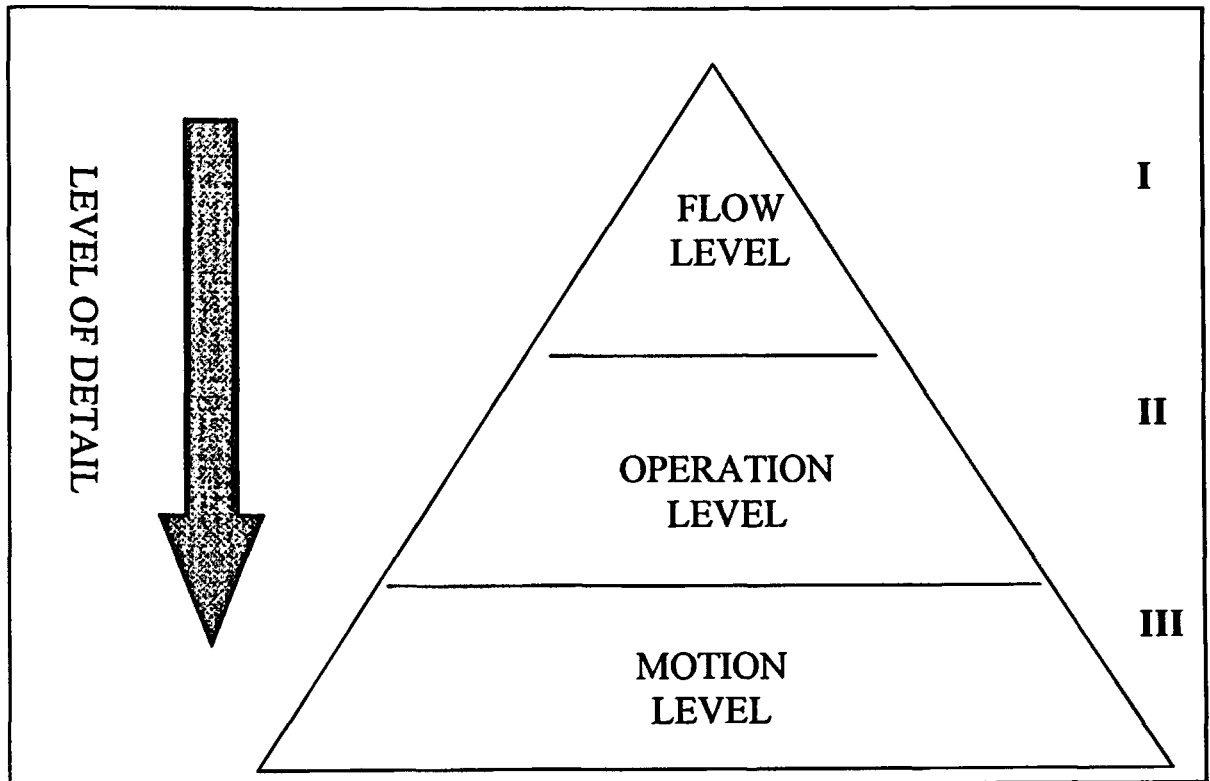 LEVEL OF DETAIL
FLOW
LEVEL
I
OPERATION
LEVEL
II
MOTION
LEVEL
III